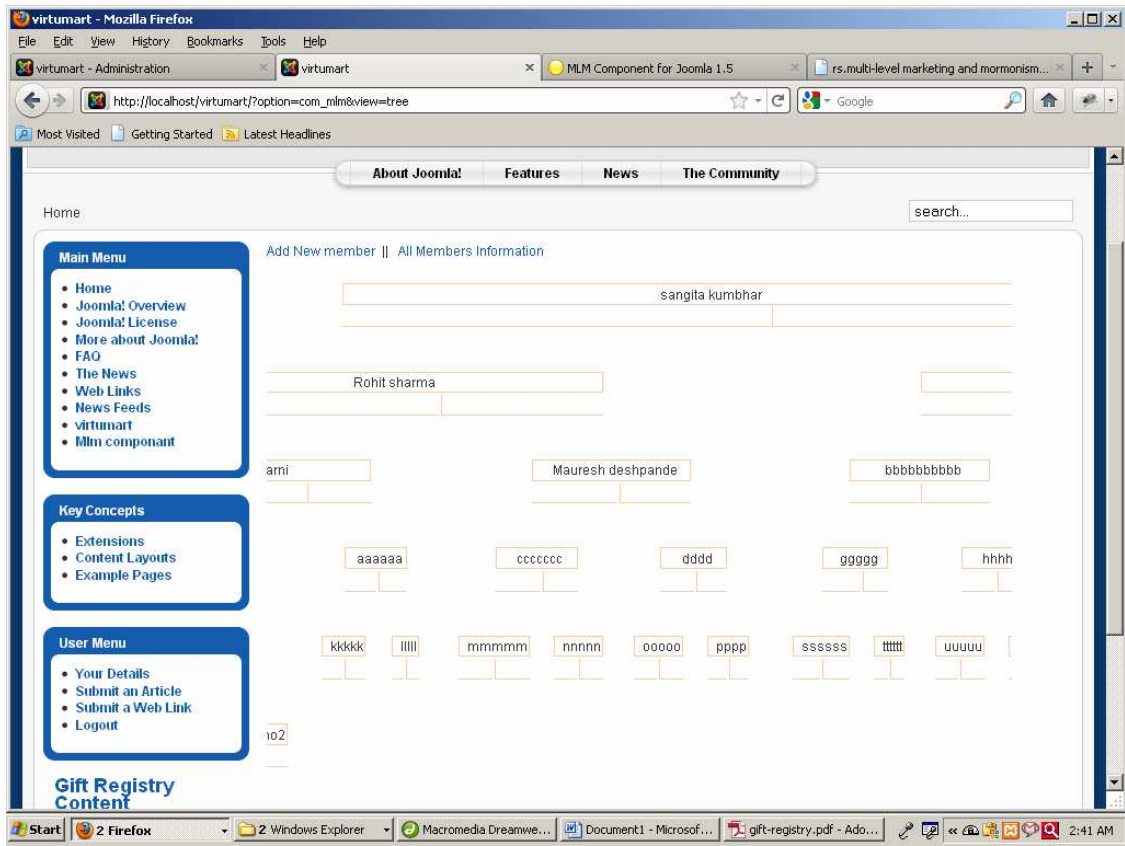 virtumart - Mozilla Firefox
File Edit View History Bookmarks Tools Help
virtumart - Administration
virtumart
MLM Component for Joomla 1.5
rs.multi-level marketing and mormonism...
http://localhost/virtumart/?option=com_mlm&view=tree
Google
Most Visited Getting Started Latest Headlines
About Joomla! Features News The Community
Home
search...
Main Menu
Home
Joomla! Overview
Joomla! License
More about Joomla!
FAQ
The News
Web Links
News Feeds
virtumart
Mlm componant
Key Concepts
Extensions
Content Layouts
Example Pages
User Menu
Your Details
Submit an Article
Submit a Web Link
Logout
Gift Registry
Content
Add New member || All Members Information
sangita kumbhar
Rohit sharma
arni Mauresh deshpande bbbbbbbbbb
aaaaaa ccccccc dddd ggggg hhhh
kkkkk lllll mmmmm nnnnn ooooo pppp ssssss tttttt uuuuu
no2
Start 2 Firefox 2 Windows Explorer Macromedia Dreamwe... Document1 - Microsof... gift-registry.pdf - Ado... 2:41 AM